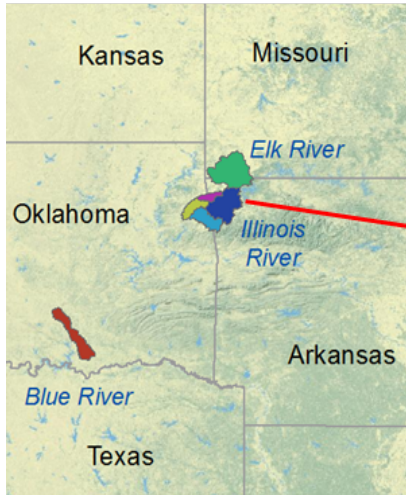 Kansas
Missouri
Elk River
Oklahoma
Illinois
River
Arkansas
Blue River
Texas